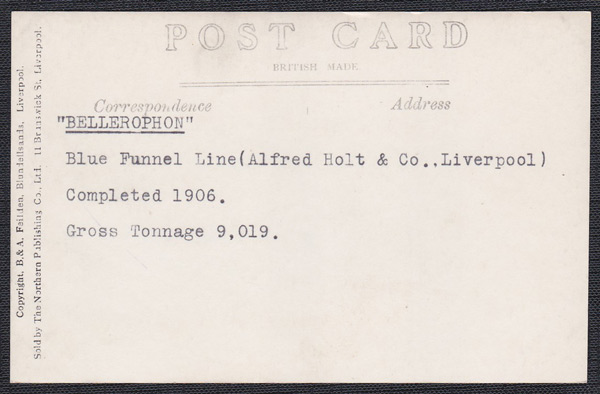 POST CARD
BRITISH MADE
Correspondence
Address
"BELLEROPHON"
Blue Funnel Line(Alfred Holt & Co.,Liverpool)
Completed 1906.
Gross Tonnage 9,019.
Copyright, B. & A. Feilden, Blundellsands, Liverpool.
Sold by The Northern Publishing Co., Ltd. 11 Brunswick St. Liverpool.